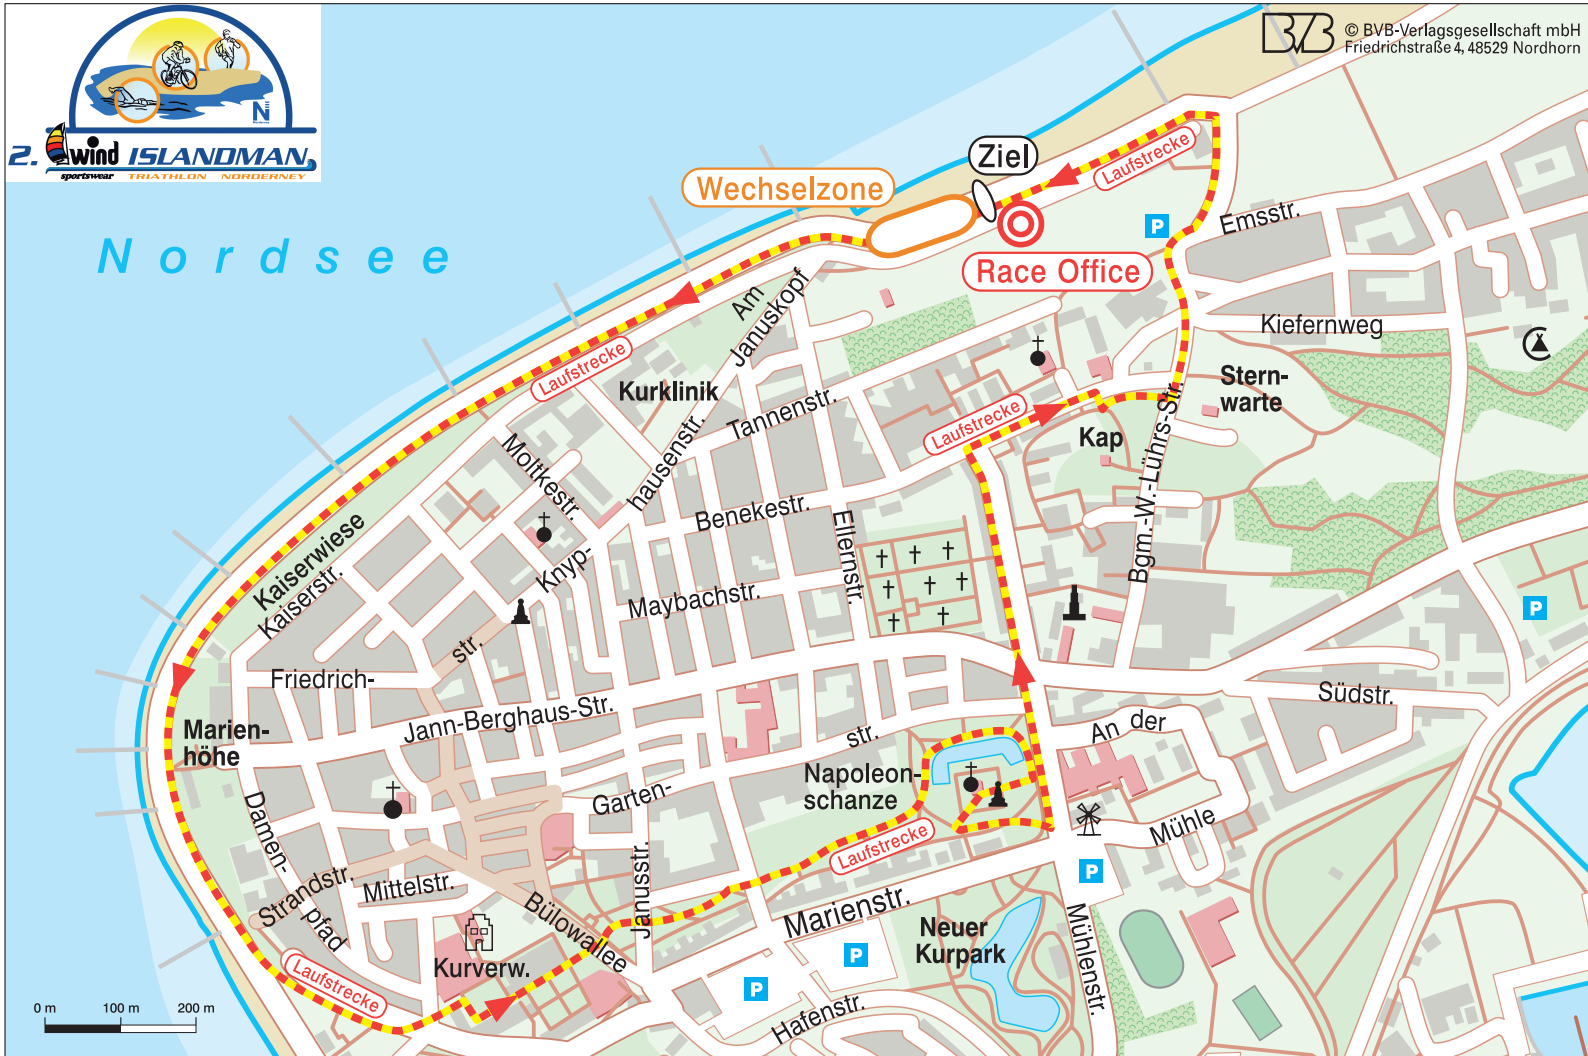 2. wind ISLANDMAN
sportswear TRIATHLON NORDERNEY
N
Norderney
BVB
© BVB-Verlagsgesellschaft mbH
Friedrichstraße 4, 48529 Nordhorn
Nordsee
Wechselzone
Ziel
Laufstrecke
Race Office
P
Emsstr.
Kiefernweg
Am
Januskopf
Laufstrecke
Kurklinik
Tannenstr.
Laufstrecke
Stern-
warte
Kap
Moltkestr.
Knyp-
hausenstr.
Benekestr.
Ellernstr.
Bgm.-W.-Lührs-Str.
Kaiserwiese
Kaiserstr.
Maybachstr.
P
Friedrich-
str.
Jann-Berghaus-Str.
Südstr.
Marien-
höhe
An der
Mühle
Napoleon-
schanze
Garten-
str.
Laufstrecke
Damen-
pfad
Strandstr.
Mittelstr.
Bülowallee
Janusstr.
Marienstr.
P
Neuer
Kurpark
Mühlenstr.
Kurverw.
Laufstrecke
P
P
Hafenstr.
0 m 100 m 200 m